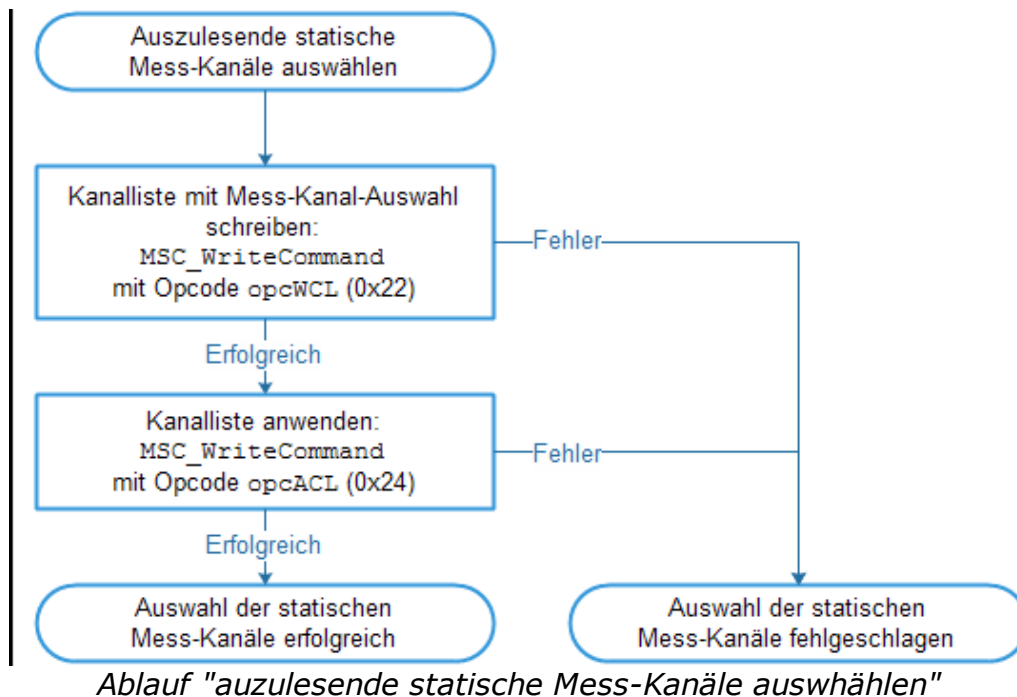 Auszulesende statische
Mess-Kanäle auswählen
Kanalliste mit Mess-Kanal-Auswahl
schreiben:
MSC_WriteCommand
mit Opcode opcWCL (0x22)
Fehler
Erfolgreich
Kanalliste anwenden:
MSC_WriteCommand
mit Opcode opcACL (0x24)
Fehler
Erfolgreich
Auswahl der statischen
Mess-Kanäle erfolgreich
Auswahl der statischen
Mess-Kanäle fehlgeschlagen
Ablauf "auzulesende statische Mess-Kanäle auswhählen"